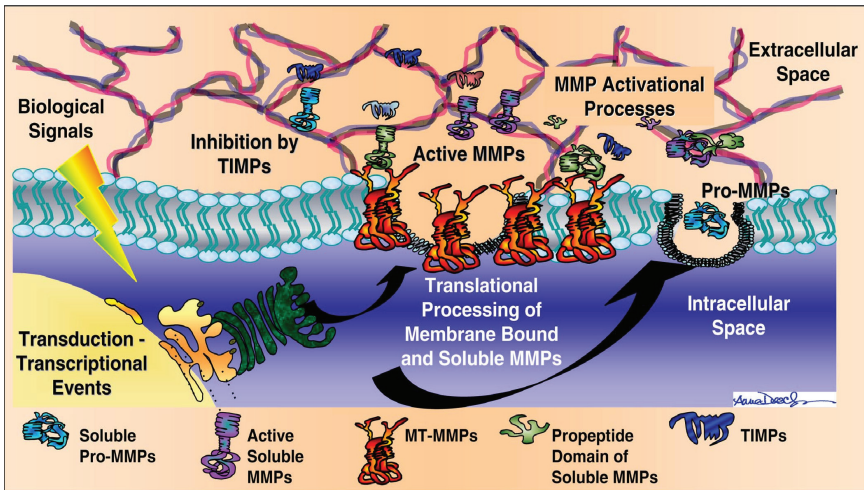 Extracellular
Space
Biological
Signals
MMP Activational
Processes
Inhibition by
TIMPs
Active MMPs
Pro-MMPs
Translational
Processing of
Membrane Bound
and Soluble MMPs
Intracellular
Space
Transduction -
Transcriptional
Events
Soluble
Pro-MMPs
Active
Soluble
MMPs
MT-MMPs
Propeptide
Domain of
Soluble MMPs
TIMPs